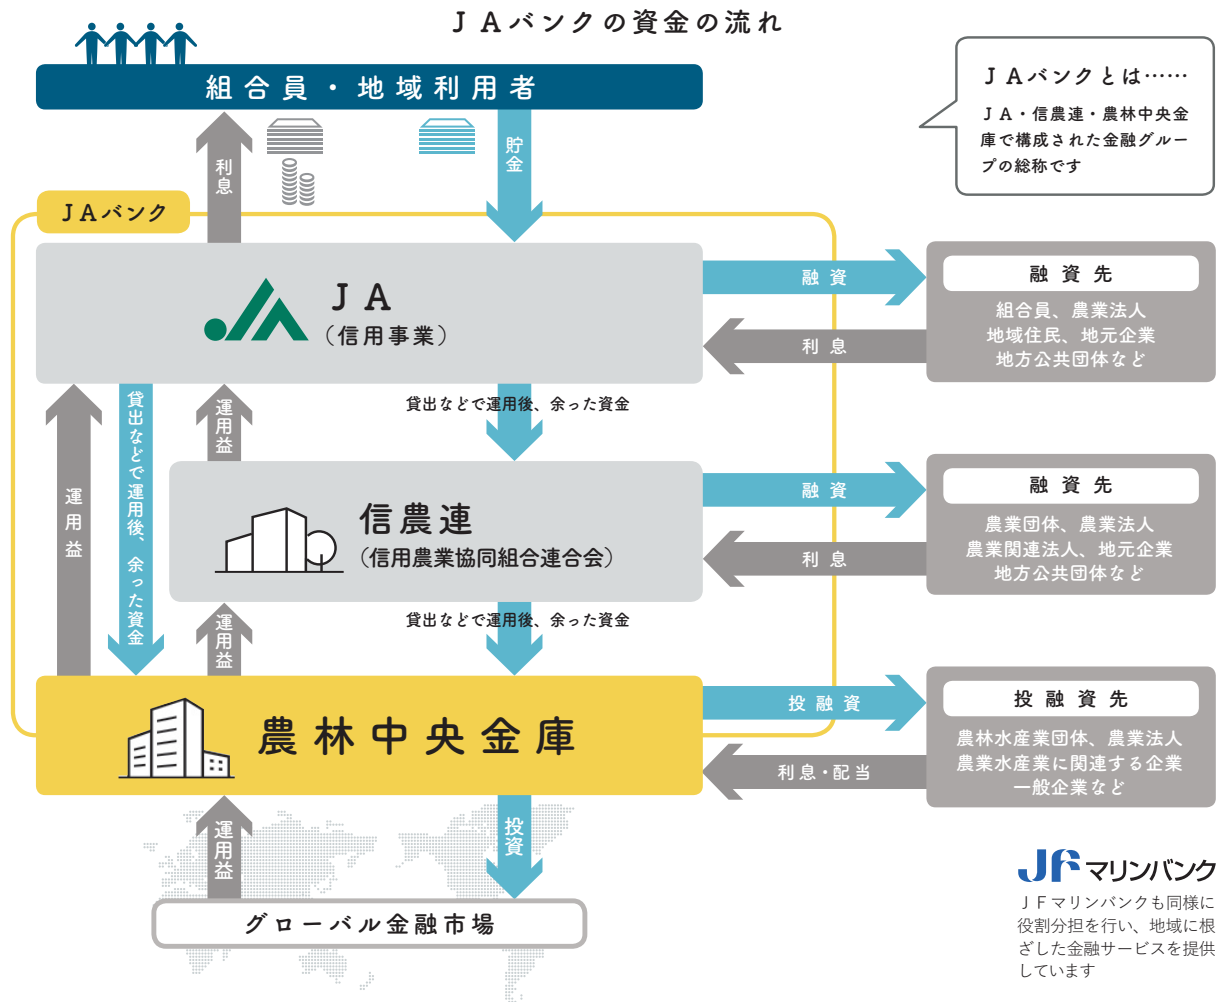 ＪＡバンクの資金の流れ
組合員・地域利用者
ＪＡバンクとは……
ＪＡ・信農連・農林中央金
庫で構成された金融グルー
プの総称です
利息
貯金
ＪＡバンク
ＪＡ
（信用事業）
融資
利息
融資先
組合員、農業法人
地域住民、地元企業
地方公共団体など
運用益
貸出などで運用後、余った資金
運用益
貸出などで運用後、余った資金
信農連
（信用農業協同組合連合会）
融資
利息
融資先
農業団体、農業法人
農業関連法人、地元企業
地方公共団体など
運用益
貸出などで運用後、余った資金
農林中央金庫
投融資
利息・配当
投融資先
農林水産業団体、農業法人
農業水産業に関連する企業
一般企業など
運用益
投資
グローバル金融市場
JF マリンバンク
ＪＦマリンバンクも同様に
役割分担を行い、地域に根
ざした金融サービスを提供
しています